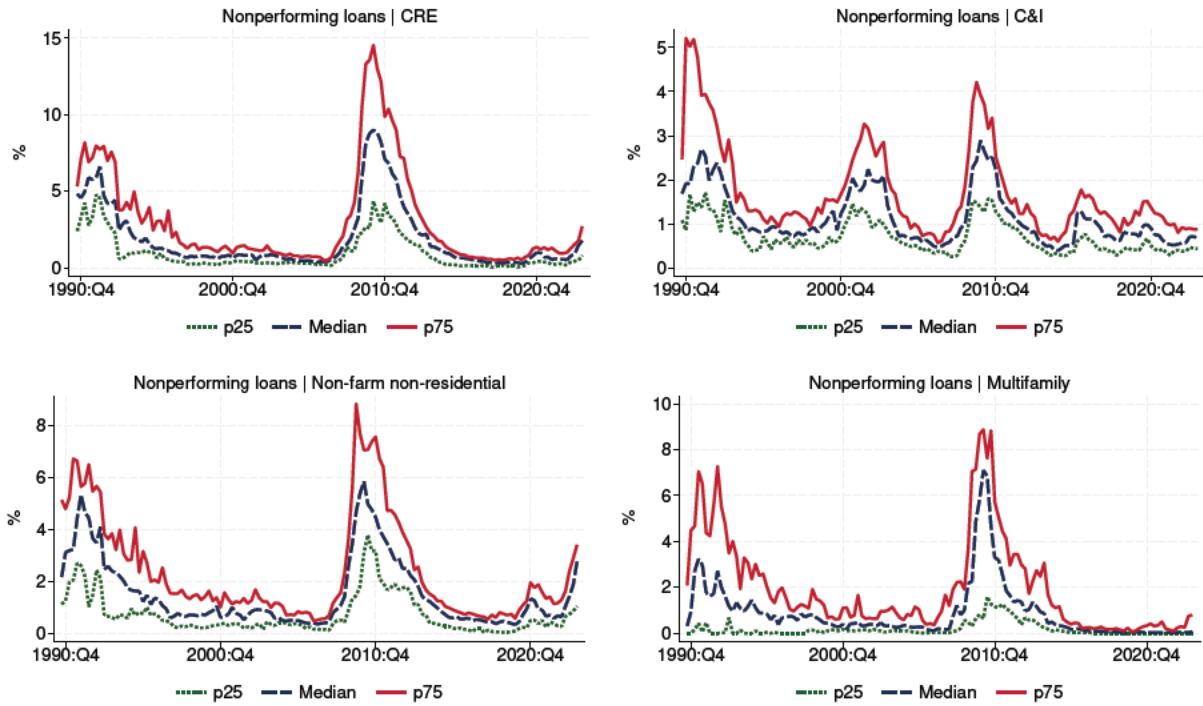 Nonperforming loans | CRE
%
15
10
5
0
1990:Q4 2000:Q4 2010:Q4 2020:Q4
p25 Median p75
Nonperforming loans | C&I
%
5
4
3
2
1
0
1990:Q4 2000:Q4 2010:Q4 2020:Q4
p25 Median p75
Nonperforming loans | Non-farm non-residential
%
8
6
4
2
0
1990:Q4 2000:Q4 2010:Q4 2020:Q4
p25 Median p75
Nonperforming loans | Multifamily
%
10
8
6
4
2
0
1990:Q4 2000:Q4 2010:Q4 2020:Q4
p25 Median p75